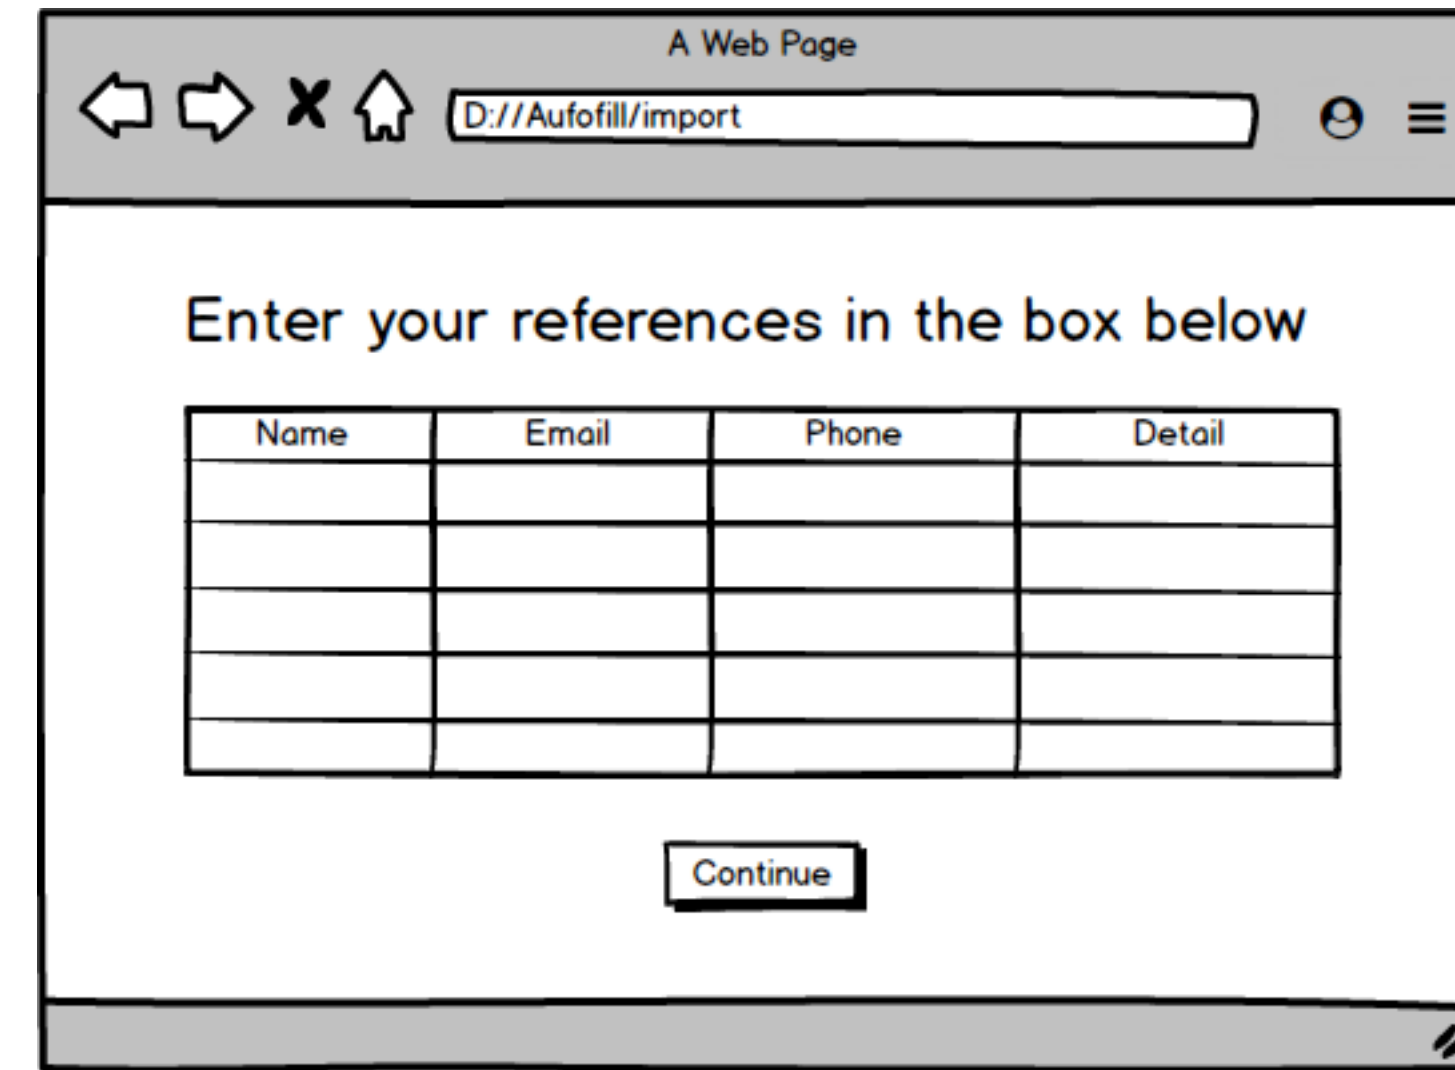 A Web Page
D://Aufofill/import
Enter your references in the box below
Name Email Phone Detail
Continue